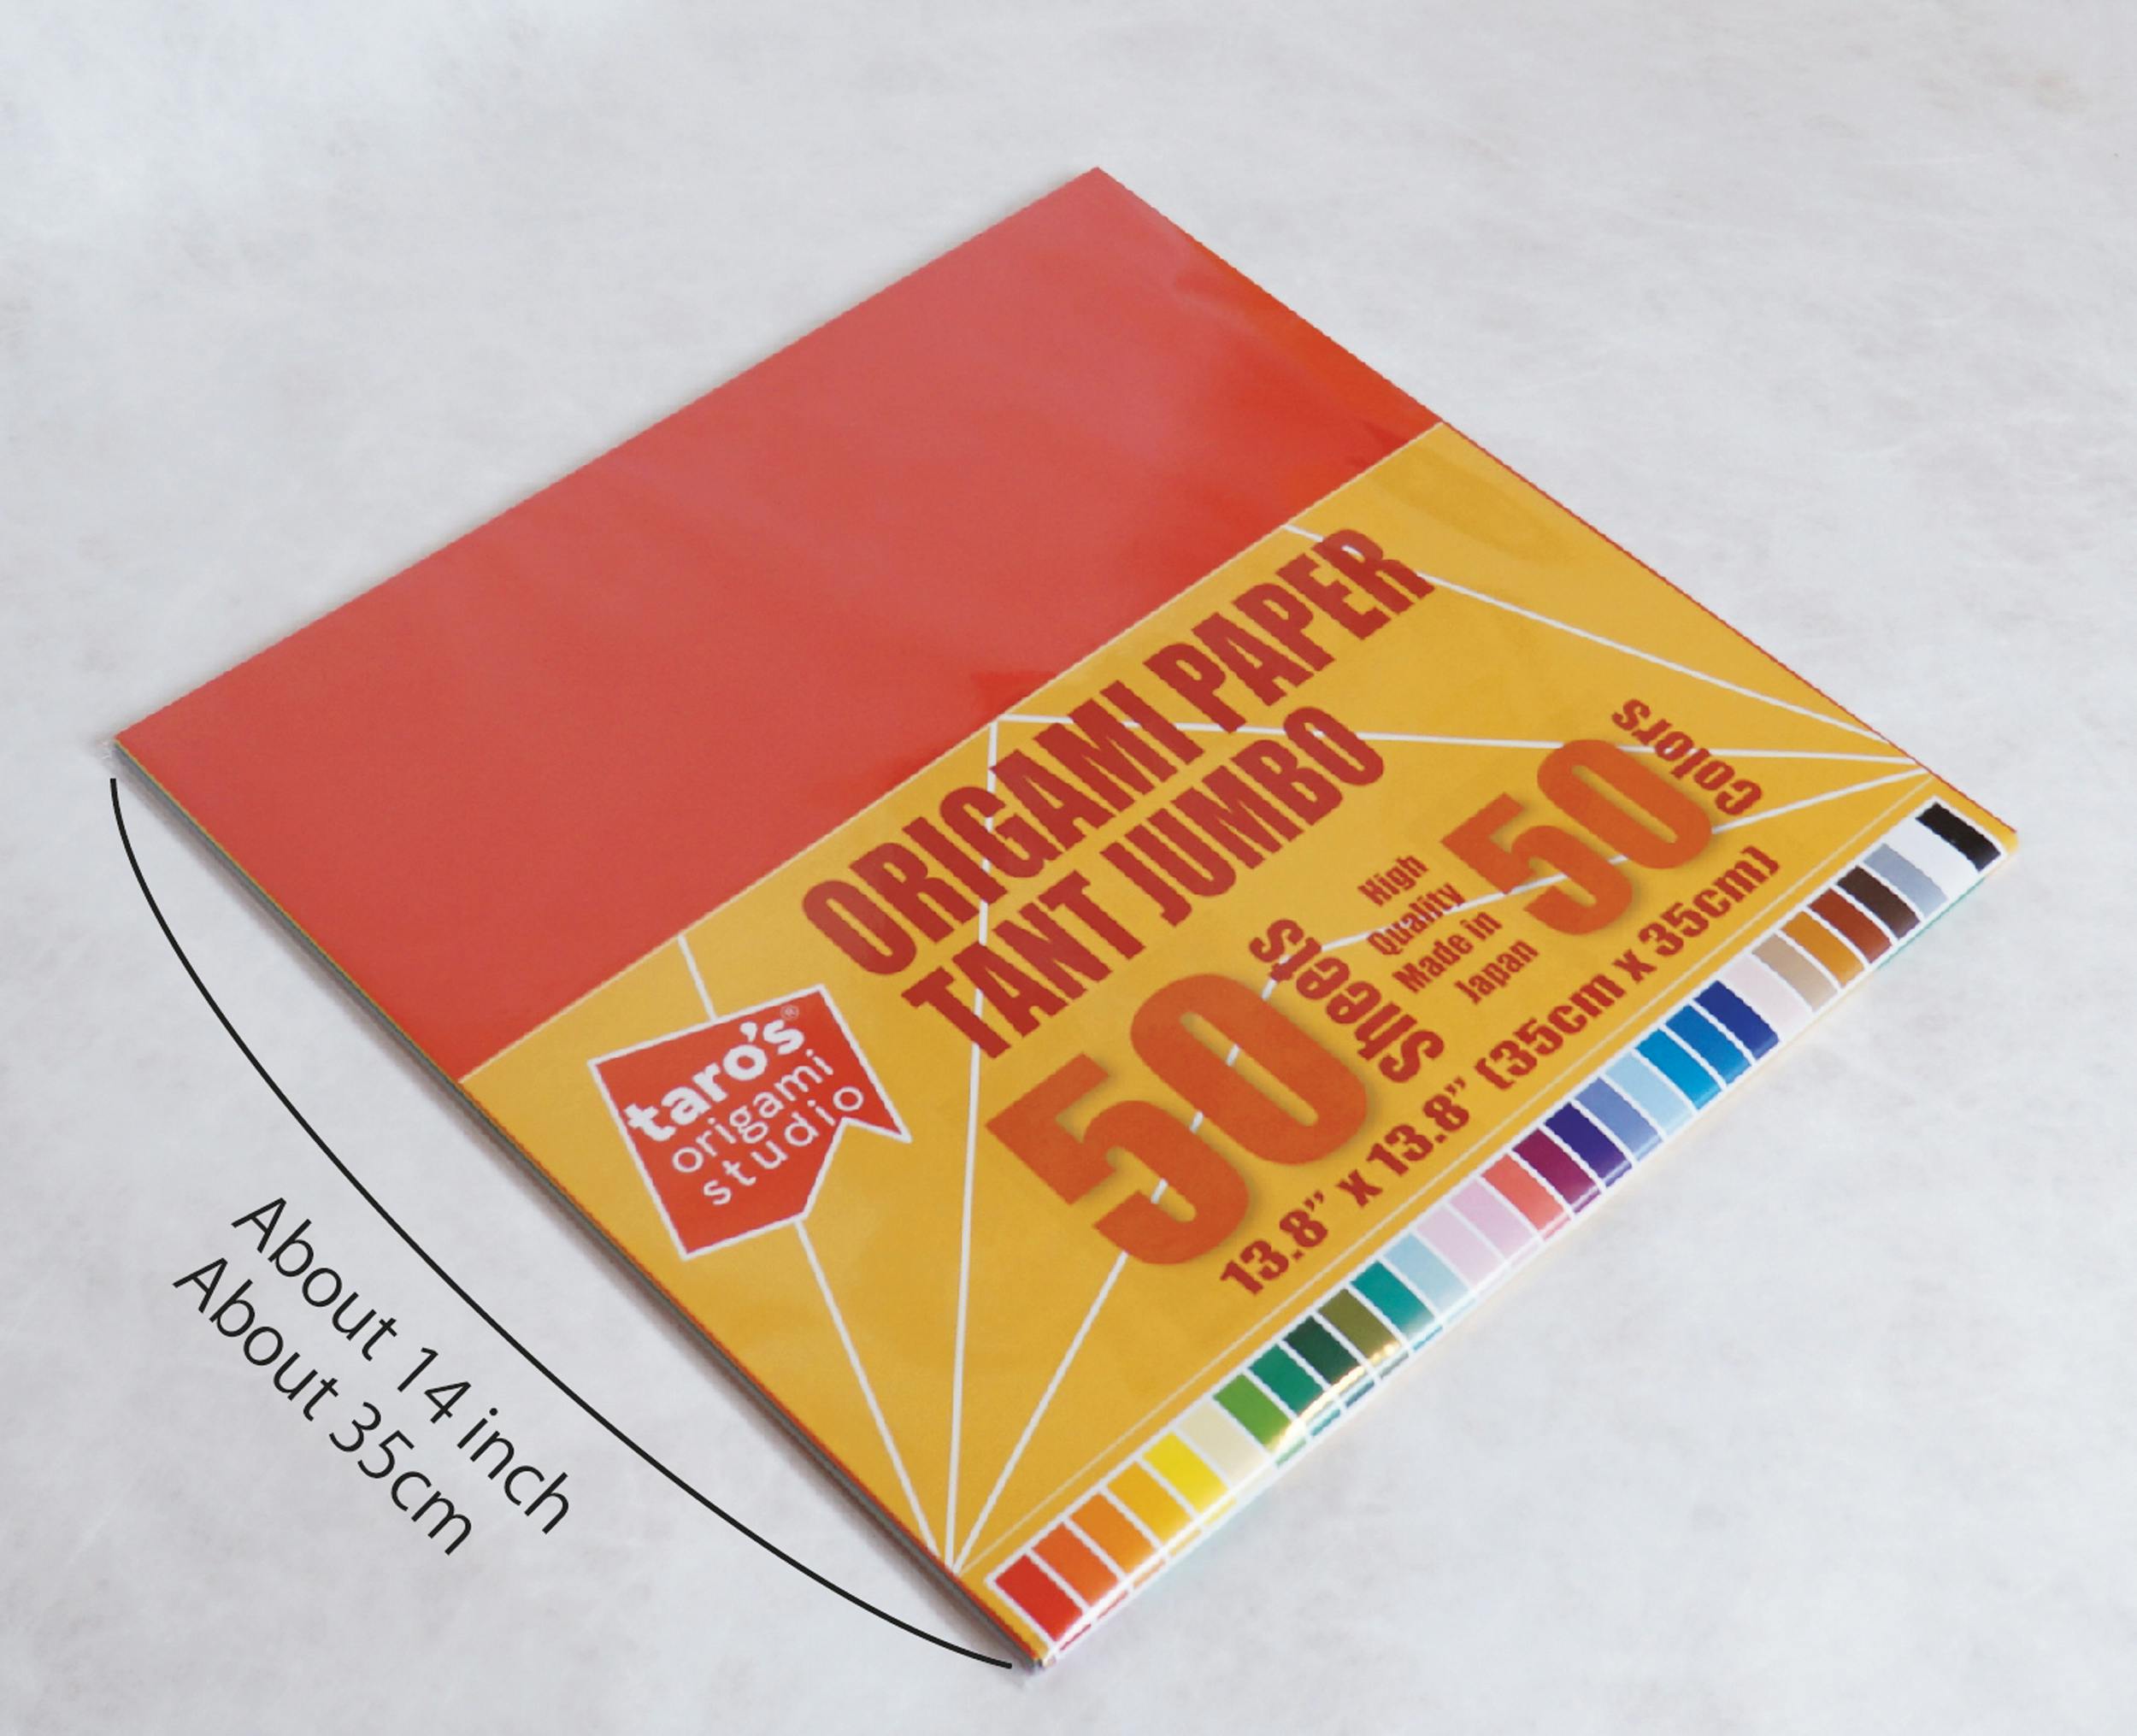 ORIGAMI PAPER
TANT JUMBO
taro's®
origami
studio
50 Sheets
High
Quality
Made in
Japan
50 Colors
13.8” x 13.8” (35cm x 35cm)
About 14 inch
About 35cm